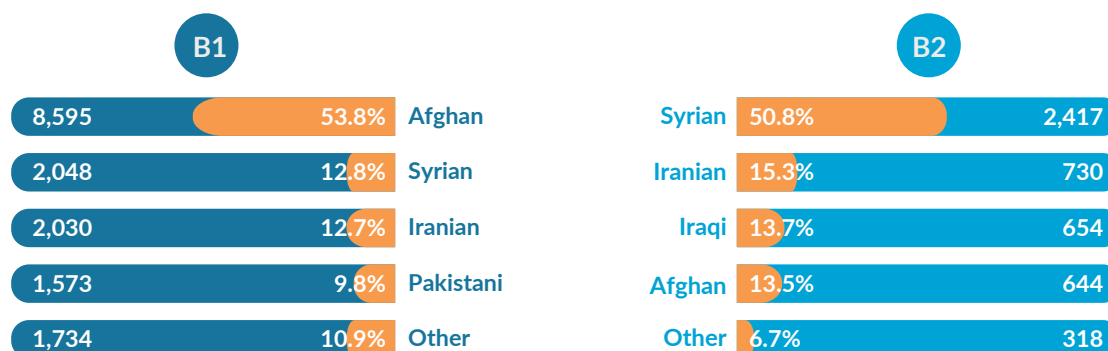 B1
8,595 53.8% Afghan
2,048 12.8% Syrian
2,030 12.7% Iranian
1,573 9.8% Pakistani
1,734 10.9% Other
B2
Syrian 50.8% 2,417
Iranian 15.3% 730
Iraqi 13.7% 654
Afghan 13.5% 644
Other 6.7% 318